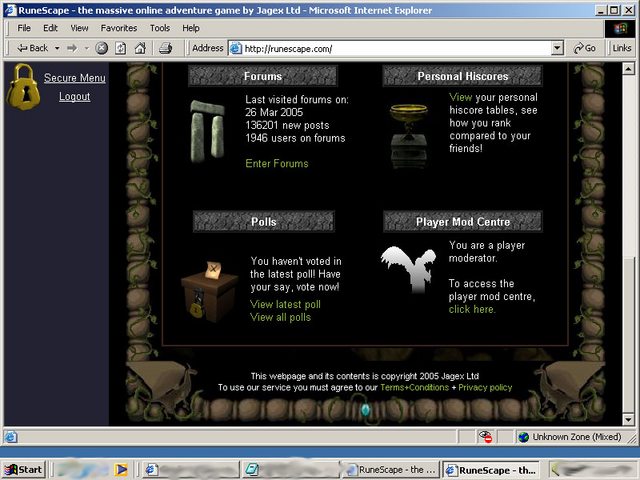 RuneScape - the massive online adventure game by Jagex Ltd - Microsoft Internet Explorer
File Edit View Favorites Tools Help
Back Search Favorites History Address http://runescape.com/ Go Links
Secure Menu
Logout
Forums
Last visited forums on:
26 Mar 2005
136201 new posts
1946 users on forums
Enter Forums
Personal Hiscores
View your personal
hiscore tables, see
how you rank
compared to your
friends!
Polls
You haven't voted in
the latest poll! Have
your say, vote now!
View latest poll
View all polls
Player Mod Centre
You are a player
moderator.
To access the
player mod centre,
click here.
This webpage and its contents is copyright 2005 Jagex Ltd
To use our service you must agree to our Terms+Conditions + Privacy policy
Unknown Zone (Mixed)
Start RuneScape - the ... RuneScape - th...